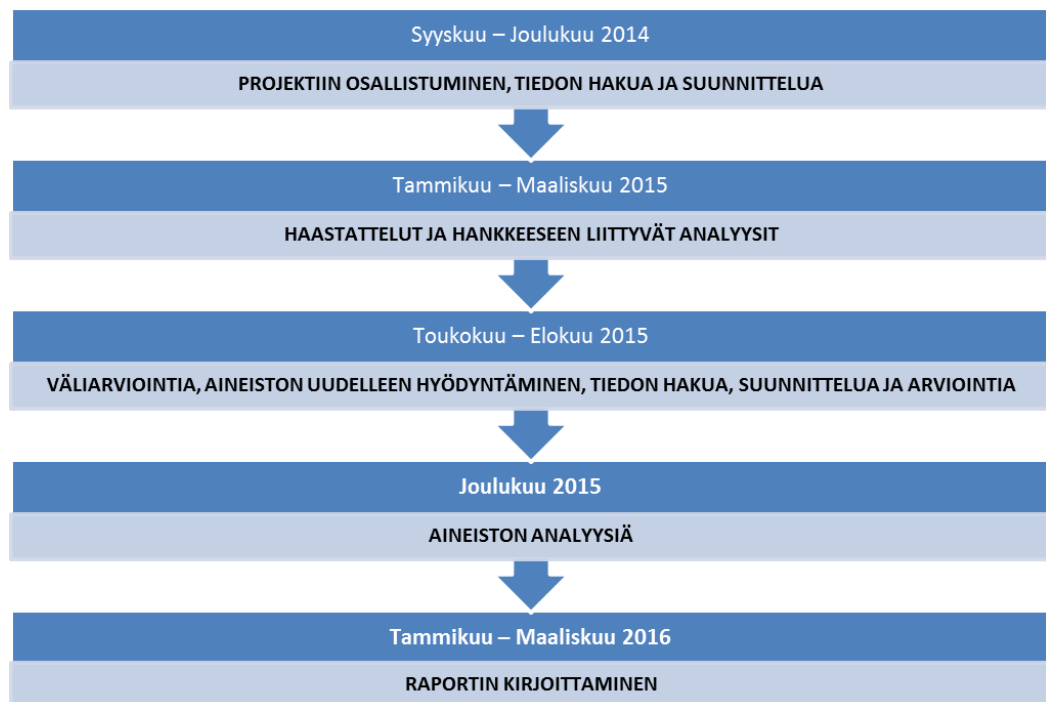 Syyskuu – Joulukuu 2014
PROJEKTIIN OSALLISTUMINEN, TIEDON HAKUA JA SUUNNITTELUA
Tammikuu – Maaliskuu 2015
HAASTATTELUT JA HANKKEESEEN LIITTYVÄT ANALYYSIT
Toukokuu – Elokuu 2015
VÄLIARVIOINTIA, AINEISTON UUDELLEEN HYÖDYNTÄMINEN, TIEDON HAKUA, SUUNNITTELUA JA ARVIOINTIA
Joulukuu 2015
AINEISTON ANALYYSIÄ
Tammikuu – Maaliskuu 2016
RAPORTIN KIRJOITTAMINEN